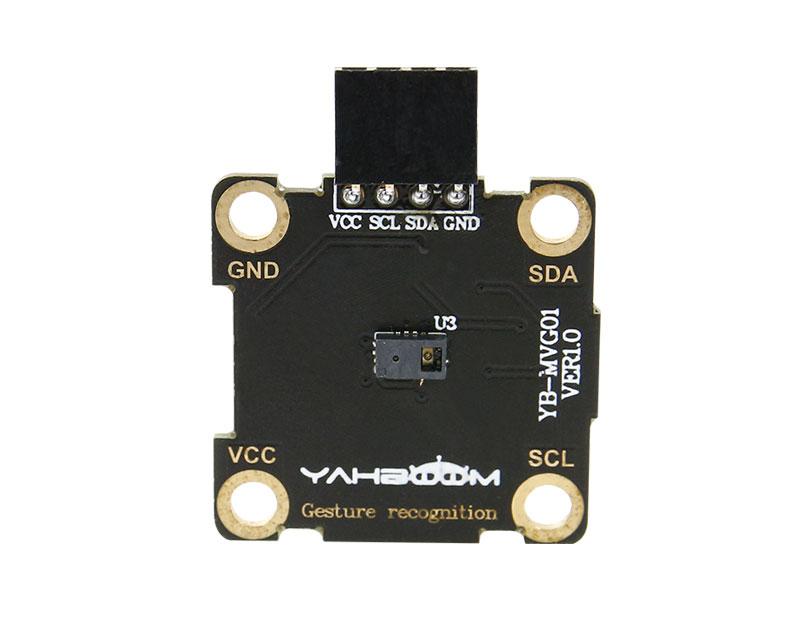 VCC SCL SDA GND
GND
SDA
U3
YB-MVG01
VER1.0
VCC
SCL
YAHBOOM
Gesture recognition